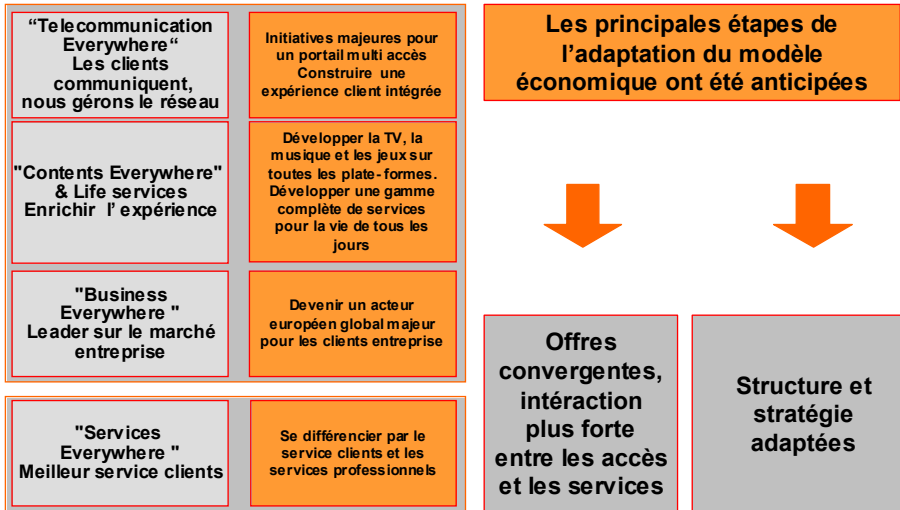 “Telecommunication
Everywhere“
Les clients
communiquent,
nous gérons le réseau
Initiatives majeures pour
un portail multi accès
Construire une
expérience client intégrée
"Contents Everywhere"
& Life services
Enrichir l’ expérience
Développer la TV, la
musique et les jeux sur
toutes les plate- formes.
Développer une gamme
complète de services
pour la vie de tous les
jours
"Business
Everywhere "
Leader sur le marché
entreprise
Devenir un acteur
européen global majeur
pour les clients entreprise
"Services
Everywhere "
Meilleur service clients
Se différencier par le
service clients et les
services professionnels
Les principales étapes de
l’adaptation du modèle
économique ont été anticipées
Offres
convergentes,
intéraction
plus forte
entre les accès
et les services
Structure et
stratégie
adaptées